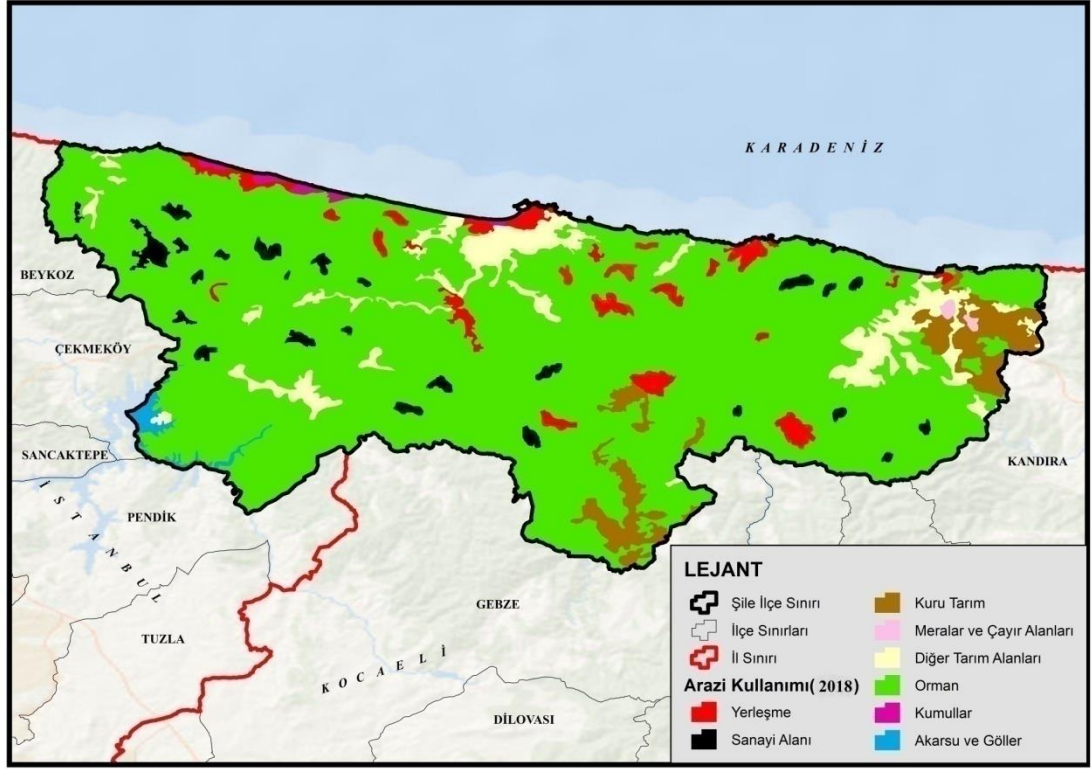 KARADENİZ
BEYKOZ
ÇEKMEKÖY
SANCAKTEPE
KANDIRA
İSTANBUL
PENDİK
GEBZE
TUZLA
KOCAELİ
DİLOVASI
LEJANT
Şile İlçe Sınırı
İlçe Sınırları
İl Sınırı
Arazi Kullanımı( 2018)
Yerleşme
Sanayi Alanı
Kuru Tarım
Meralar ve Çayır Alanları
Diğer Tarım Alanları
Orman
Kumullar
Akarsu ve Göller